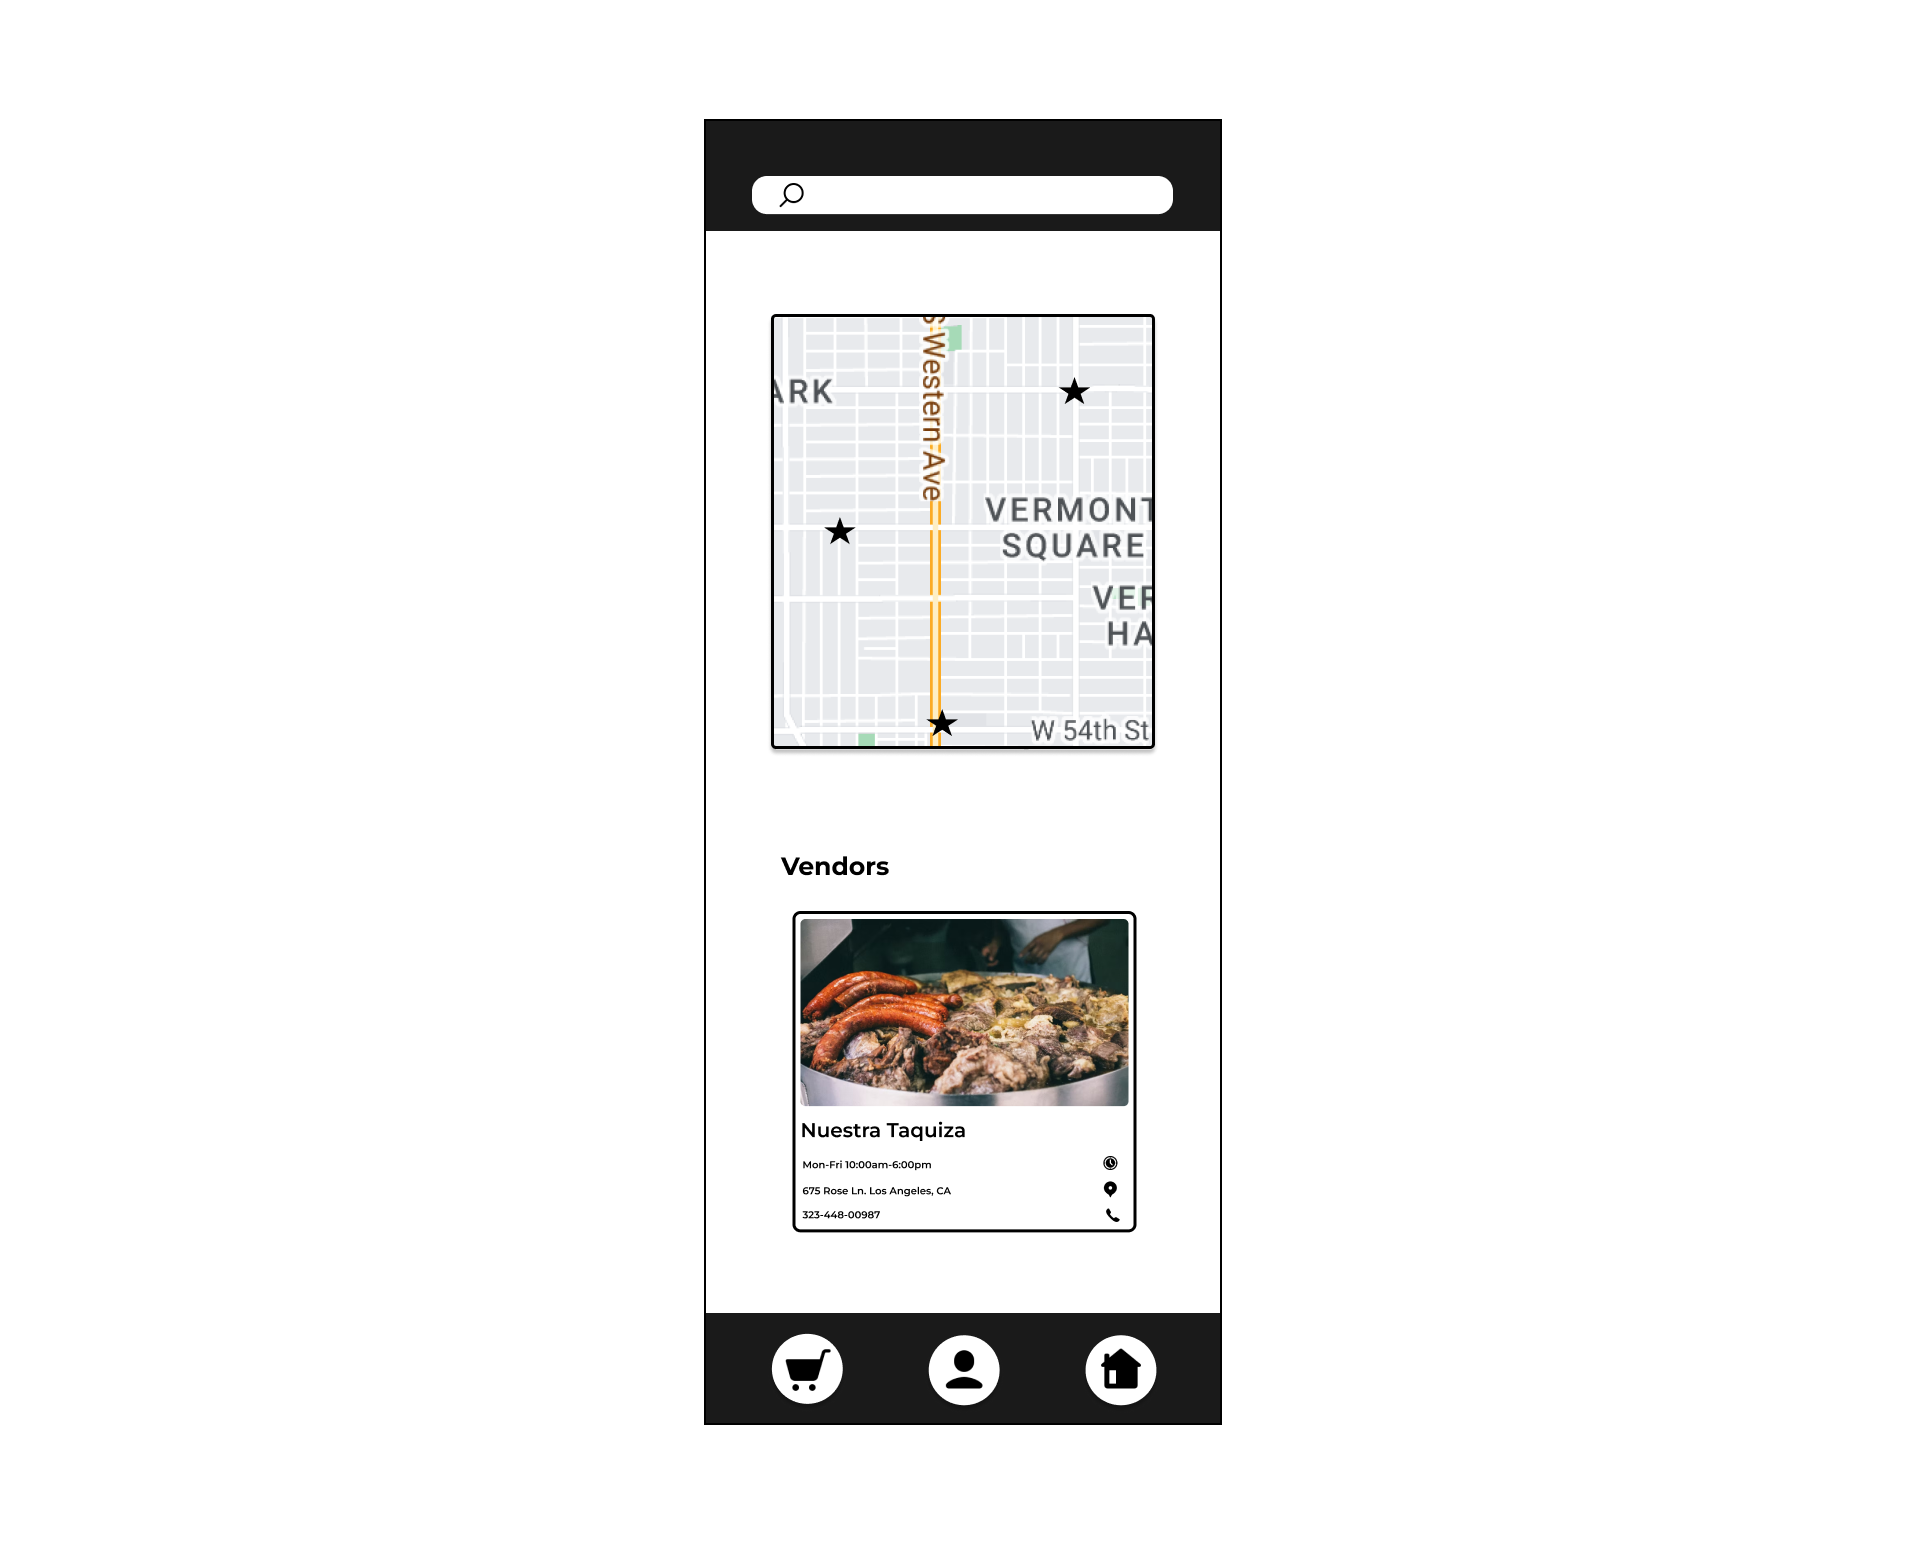 S Western Ave
ARK
VERMONT
SQUARE
VER
HA
W 54th St
Vendors
Nuestra Taquiza
Mon-Fri 10:00am-6:00pm
675 Rose Ln. Los Angeles, CA
323-448-00987